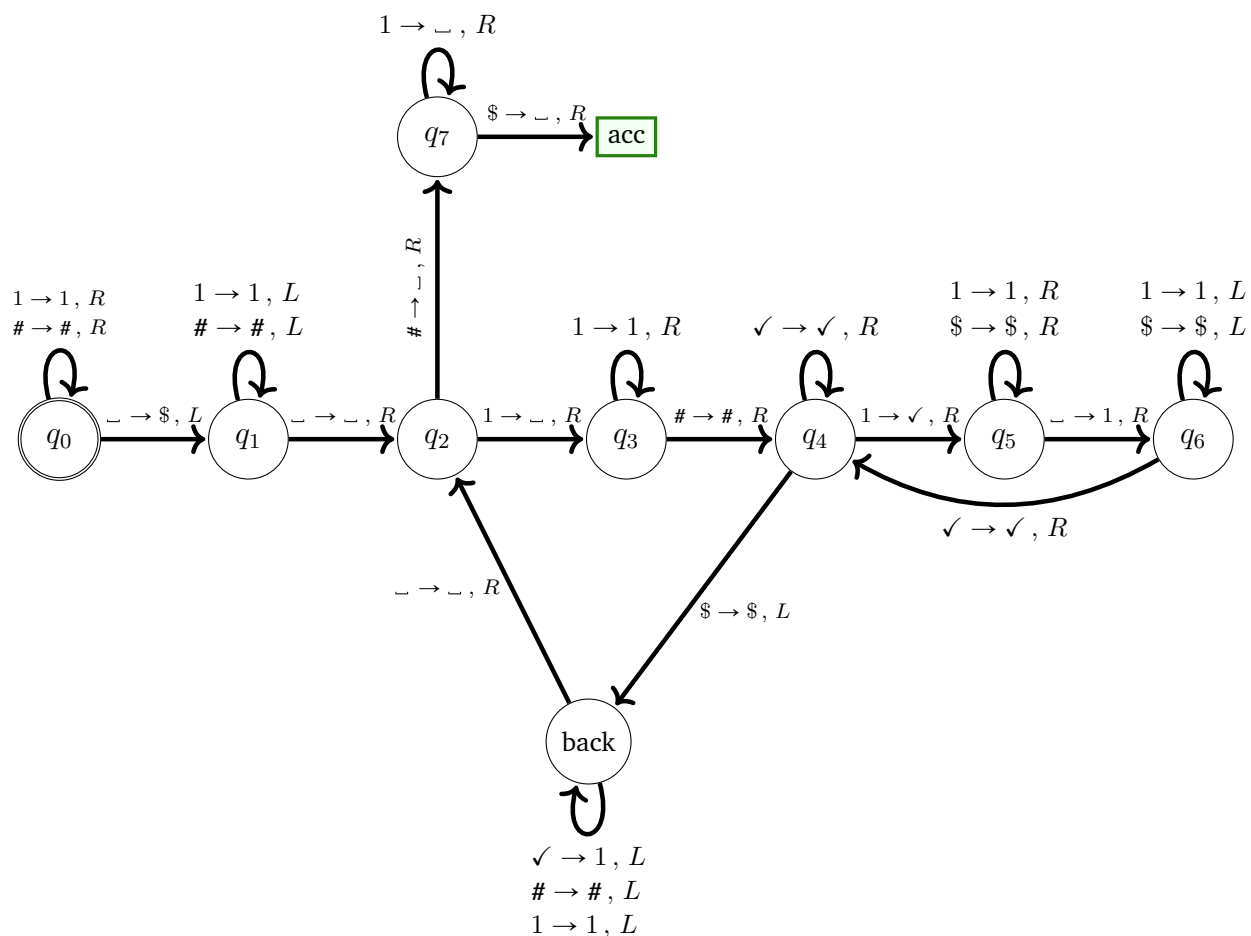 1 → ␣ , R
$ → ␣ , R
q7
acc
# → ␣ , R
1 → 1 , R
# → # , R
1 → 1 , L
# → # , L
1 → 1 , R
✓ → ✓ , R
1 → 1 , R
$ → $ , R
1 → 1 , L
$ → $ , L
q0
␣ → $ , L
q1
␣ → ␣ , R
q2
1 → ␣ , R
q3
# → # , R
q4
1 → ✓ , R
q5
␣ → 1 , R
q6
✓ → ✓ , R
␣ → ␣ , R
$ → $ , L
back
✓ → 1 , L
# → # , L
1 → 1 , L